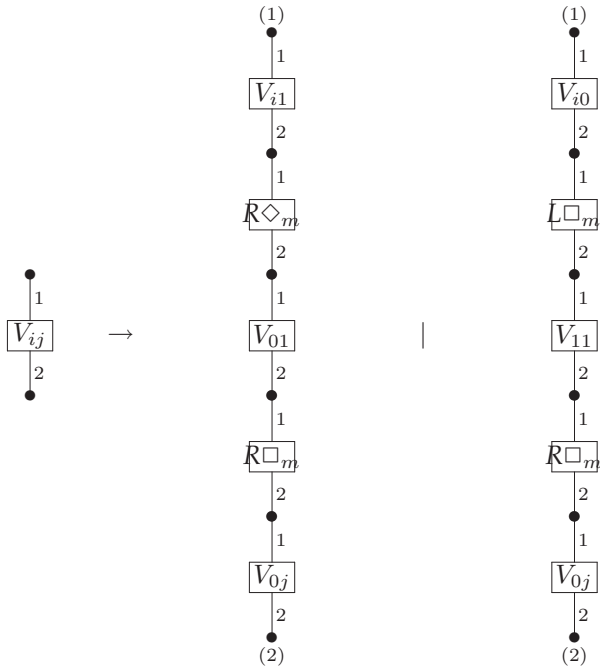 (1) (1)
1 1
V_{i1} V_{i0}
2 2
1 1
R◇_m L□_m
2 2
1 1 1
V_{ij} → V_{01} | V_{11}
2 2 2
1 1
R□_m R□_m
2 2
1 1
V_{0j} V_{0j}
2 2
(2) (2)